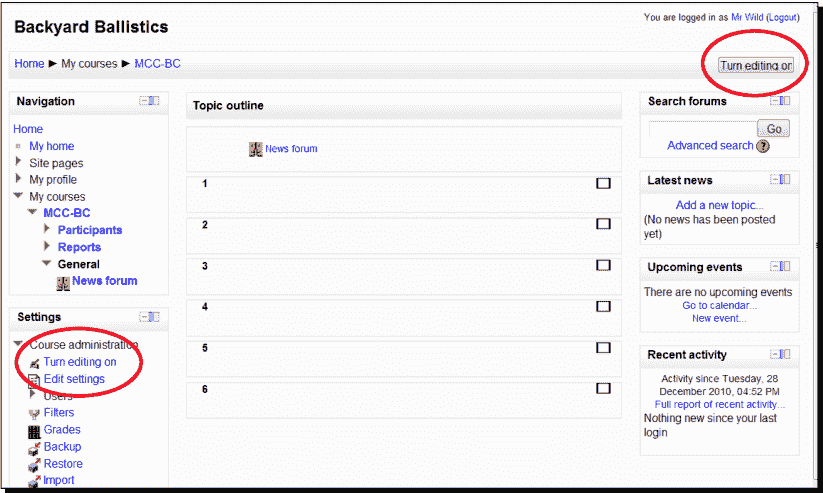 Backyard Ballistics
You are logged in as Mr Wild (Logout)
Home ► My courses ► MCC-BC
Turn editing on
Navigation
Home
My home
Site pages
My profile
My courses
MCC-BC
Participants
Reports
General
News forum
Settings
Course administration
Turn editing on
Edit settings
Users
Filters
Grades
Backup
Restore
Import
Topic outline
News forum
1
2
3
4
5
6
Search forums
Go
Advanced search ?
Latest news
Add a new topic...
(No news has been posted
yet)
Upcoming events
There are no upcoming events
Go to calendar...
New event...
Recent activity
Activity since Tuesday, 28
December 2010, 04:52 PM
Full report of recent activity...
Nothing new since your last
login